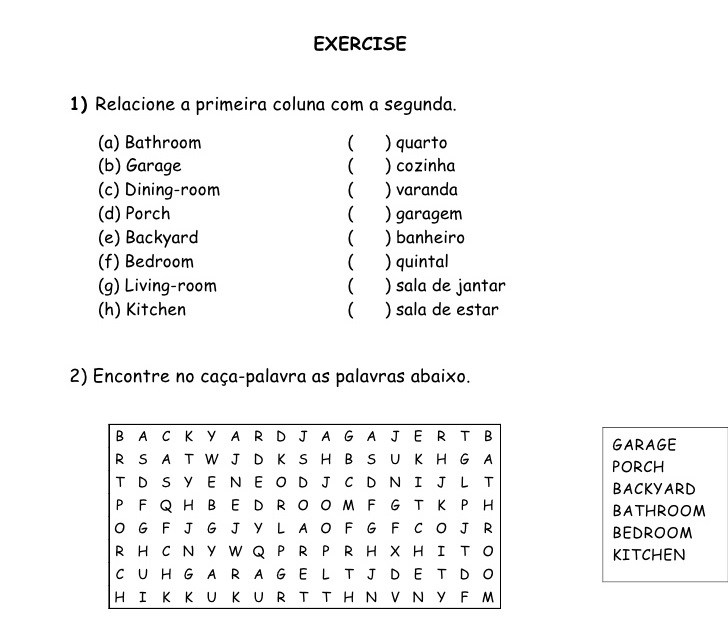 EXERCISE
1) Relacione a primeira coluna com a segunda.
(a) Bathroom ( ) quarto
(b) Garage ( ) cozinha
(c) Dining-room ( ) varanda
(d) Porch ( ) garagem
(e) Backyard ( ) banheiro
(f) Bedroom ( ) quintal
(g) Living-room ( ) sala de jantar
(h) Kitchen ( ) sala de estar
2) Encontre no caça-palavra as palavras abaixo.
B A C K Y A R D J A G A J E R T B
R S A T W J D K S H B S U K H G A
T D S Y E N E O D J C D N I J L T
P F Q H B E D R O O M F G T K P H
O G F J G J Y L A O F G F C O J R
R H C N Y W Q P R P R H X H I T O
C U H G A R A G E L T J D E T D O
H I K K U K U R T T H N V N Y F M
GARAGE
PORCH
BACKYARD
BATHROOM
BEDROOM
KITCHEN